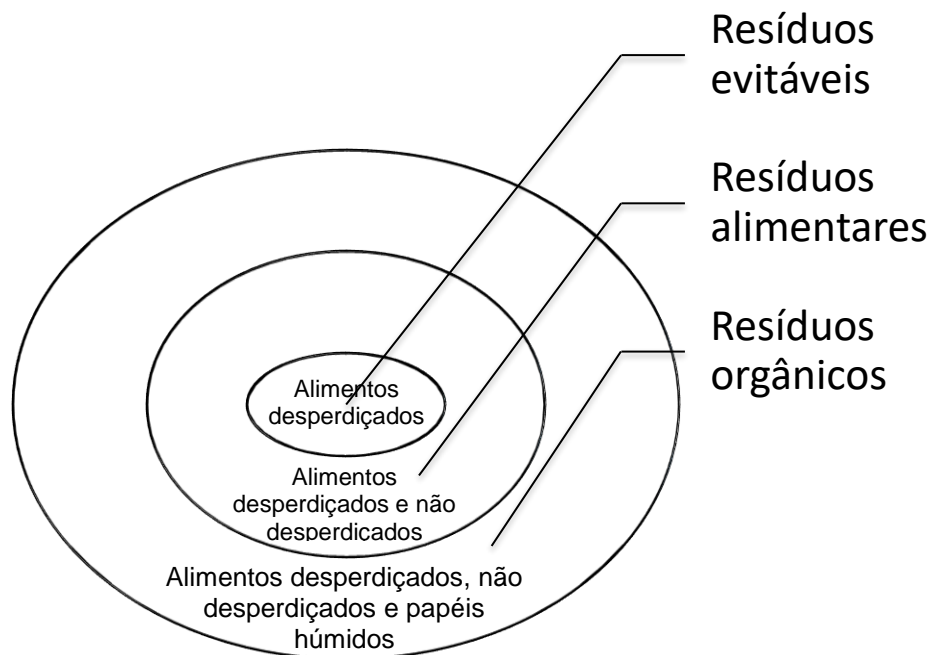 Resíduos
evitáveis
Resíduos
alimentares
Resíduos
orgânicos
Alimentos
desperdiçados
Alimentos
desperdiçados e não
desperdicados
Alimentos desperdiçados, não
desperdiçados e papéis
húmidos